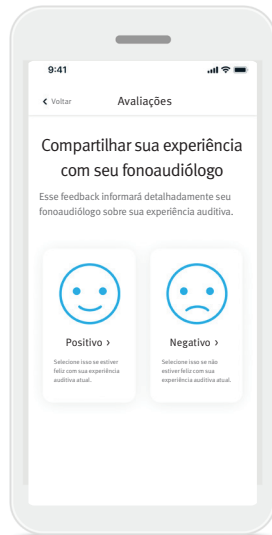 9:41
Voltar
Avaliações
Compartilhar sua experiência
com seu fonoaudiólogo
Esse feedback informará detalhadamente seu
fonoaudiólogo sobre sua experiência auditiva.
Positivo ›
Selecione isso se estiver
feliz com sua experiência
auditiva atual.
Negativo ›
Selecione isso se não
estiver feliz com sua
experiência auditiva atual.